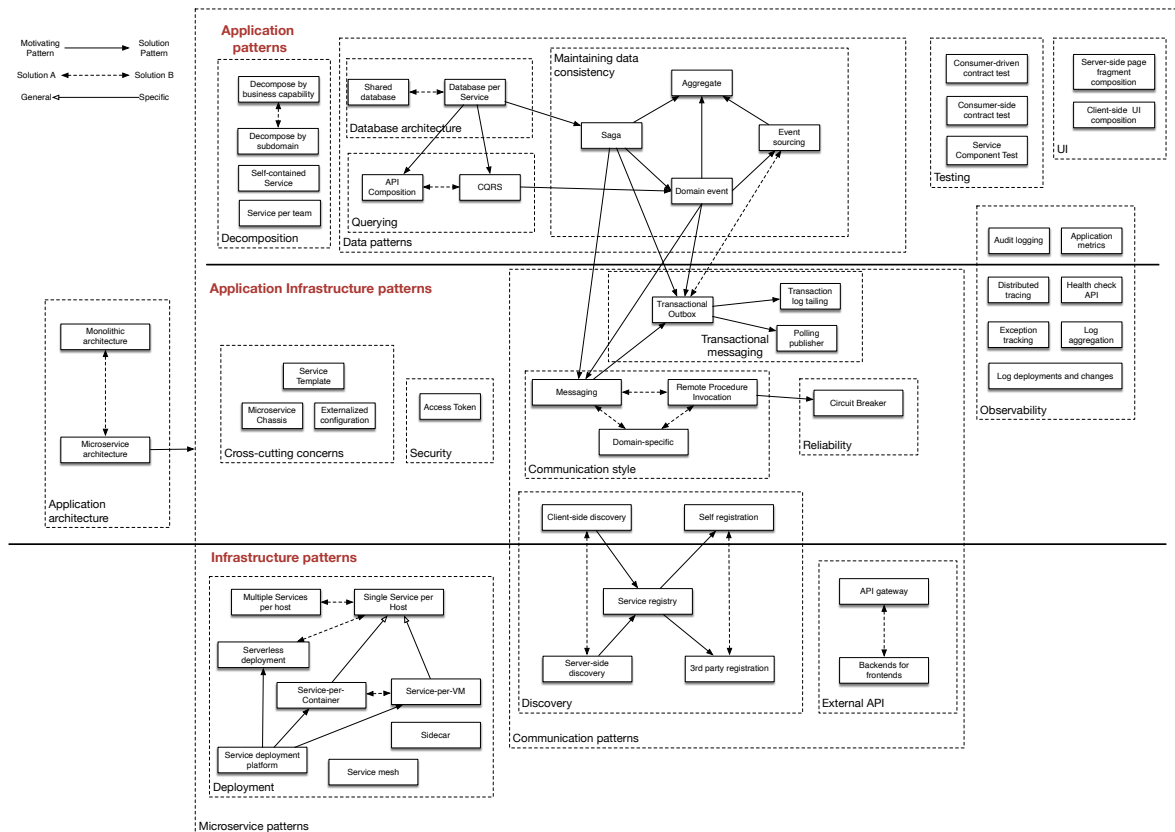 Motivating
Pattern
Solution
Pattern
Solution A
Solution B
General
Specific
Application
patterns
Decompose by
business capability
Decompose by
subdomain
Self-contained
Service
Service per team
Decomposition
Shared
database
Database per
Service
Database architecture
API
Composition
CQRS
Querying
Data patterns
Maintaining data
consistency
Aggregate
Saga
Event
sourcing
Domain event
Consumer-driven
contract test
Consumer-side
contract test
Service
Component Test
Testing
Server-side page
fragment
composition
Client-side UI
composition
UI
Audit logging
Application
metrics
Distributed
tracing
Health check
API
Exception
tracking
Log
aggregation
Log deployments and changes
Observability
Application Infrastructure patterns
Monolithic
architecture
Microservice
architecture
Application
architecture
Service
Template
Microservice
Chassis
Externalized
configuration
Cross-cutting concerns
Access Token
Security
Transactional
Outbox
Transaction
log tailing
Polling
publisher
Transactional
messaging
Messaging
Remote Procedure
Invocation
Domain-specific
Communication style
Circuit Breaker
Reliability
Client-side discovery
Self registration
Service registry
Server-side
discovery
3rd party registration
Discovery
API gateway
Backends for
frontends
External API
Communication patterns
Infrastructure patterns
Multiple Services
per host
Single Service per
Host
Serverless
deployment
Service-per-
Container
Service-per-VM
Service deployment
platform
Sidecar
Service mesh
Deployment
Microservice patterns